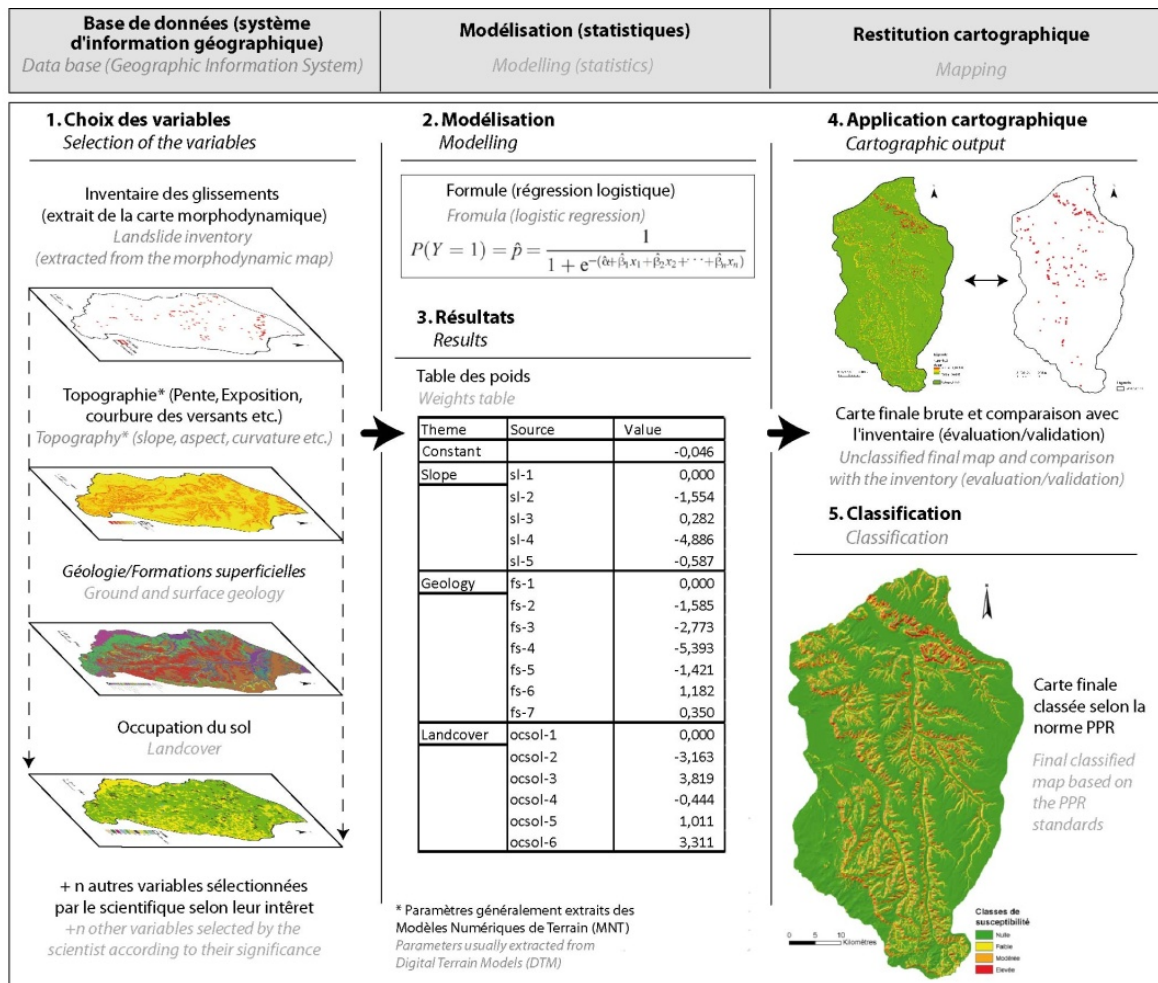 Base de données (système
d'information géographique)
Data base (Geographic Information System)
Modélisation (statistiques)
Modelling (statistics)
Restitution cartographique
Mapping
1. Choix des variables
Selection of the variables
Inventaire des glissements
(extrait de la carte morphodynamique)
Landslide inventory
(extracted from the morphodynamic map)
Topographie* (Pente, Exposition,
courbure des versants etc.)
Topography* (slope, aspect, curvature etc.)
Géologie/Formations superficielles
Ground and surface geology
Occupation du sol
Landcover
+ n autres variables sélectionnées
par le scientifique selon leur intêret
+n other variables selected by the
scientist according to their significance
2. Modélisation
Modelling
Formule (régression logistique)
Fromula (logistic regression)
P(Y = 1) = p̂ = 1
1 + e^-(α̂+β̂1x1+β̂2x2+···+β̂nxn)
3. Résultats
Results
Table des poids
Weights table
Theme Source Value
Constant -0,046
Slope sl-1 0,000
sl-2 -1,554
sl-3 0,282
sl-4 -4,886
sl-5 -0,587
Geology fs-1 0,000
fs-2 -1,585
fs-3 -2,773
fs-4 -5,393
fs-5 -1,421
fs-6 1,182
fs-7 0,350
Landcover ocsol-1 0,000
ocsol-2 -3,163
ocsol-3 3,819
ocsol-4 -0,444
ocsol-5 1,011
ocsol-6 3,311
* Paramètres généralement extraits des
Modèles Numériques de Terrain (MNT)
Parameters usually extracted from
Digital Terrain Models (DTM)
4. Application cartographique
Cartographic output
Carte finale brute et comparaison avec
l'inventaire (évaluation/validation)
Unclassified final map and comparison
with the inventory (evaluation/validation)
5. Classification
Classification
N
Carte finale
classée selon la
norme PPR
Final classified
map based on
the PPR
standards
0 5 10
Kilomètres
Classes de
susceptibilité
Nulle
Faible
Modérée
Elevée